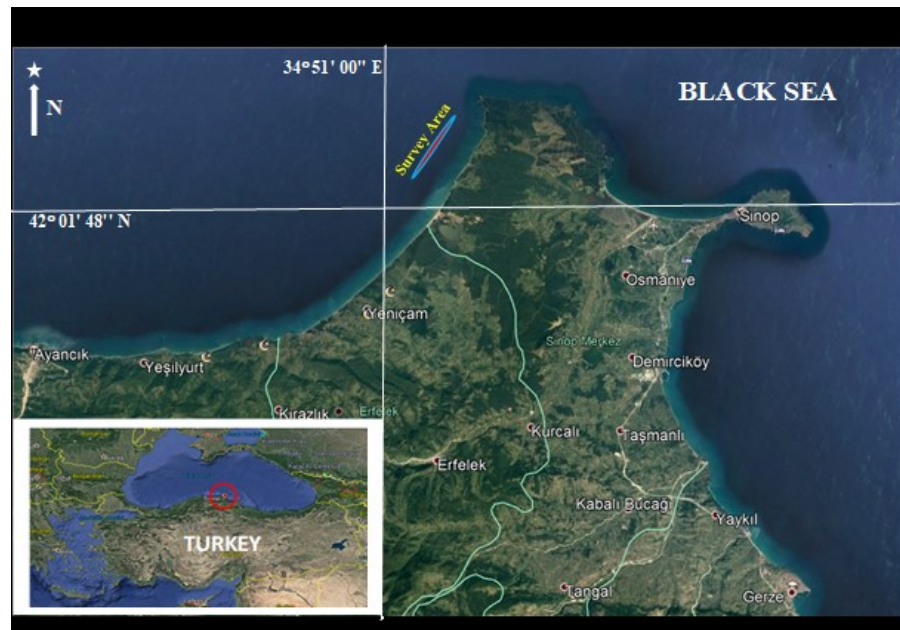 34°51' 00" E
BLACK SEA
N
Survey Area
42° 01' 48" N
Sinop
Osmaniye
Yeniçam
Ayancık
Yeşilyurt
Sinop Merkez
Demirciköy
Kirazlık
Erfelek
Kurcalı
Taşmanlı
Erfelek
Kabalı Bucağı
Yaykıl
Tangal
Gerze
TURKEY